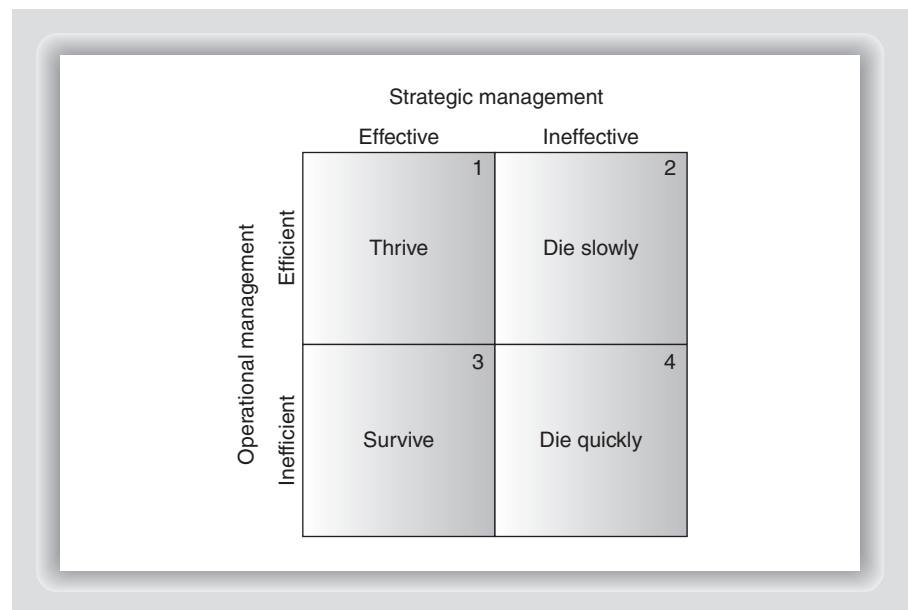 Strategic management
Effective Ineffective
Operational management
Efficient
1
Thrive
2
Die slowly
Inefficient
3
Survive
4
Die quickly